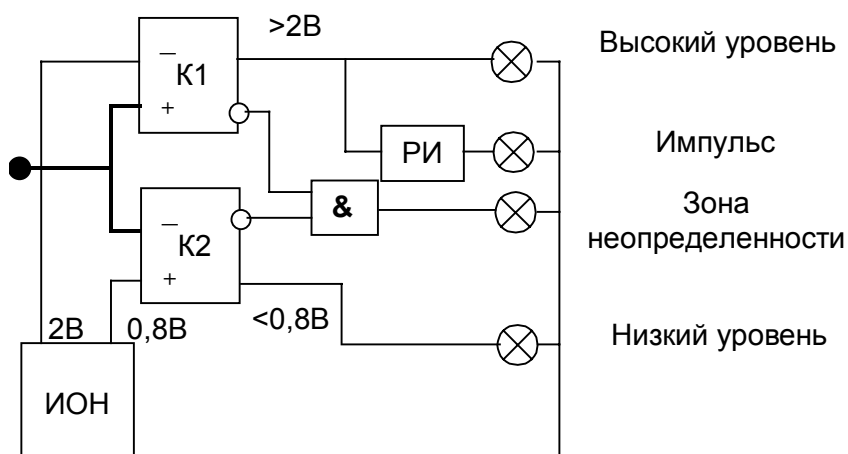 >2В
Высокий уровень
–
К1
+
РИ
Импульс
&
Зона
неопределенности
–
К2
+
2В
0,8В
<0,8В
Низкий уровень
ИОН